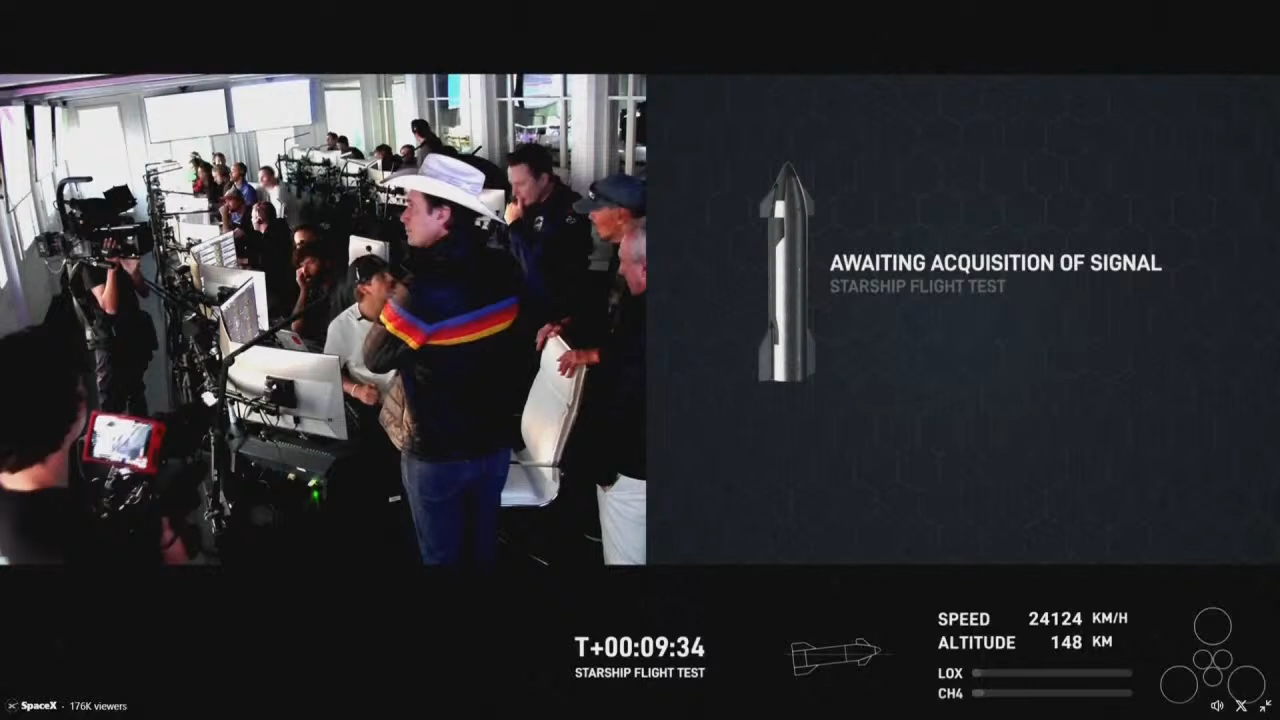 AWAITING ACQUISITION OF SIGNAL
STARSHIP FLIGHT TEST
T+00:09:34
STARSHIP FLIGHT TEST
SPEED 24124 KM/H
ALTITUDE 148 KM
LOX
CH4
SpaceX · 176K viewers